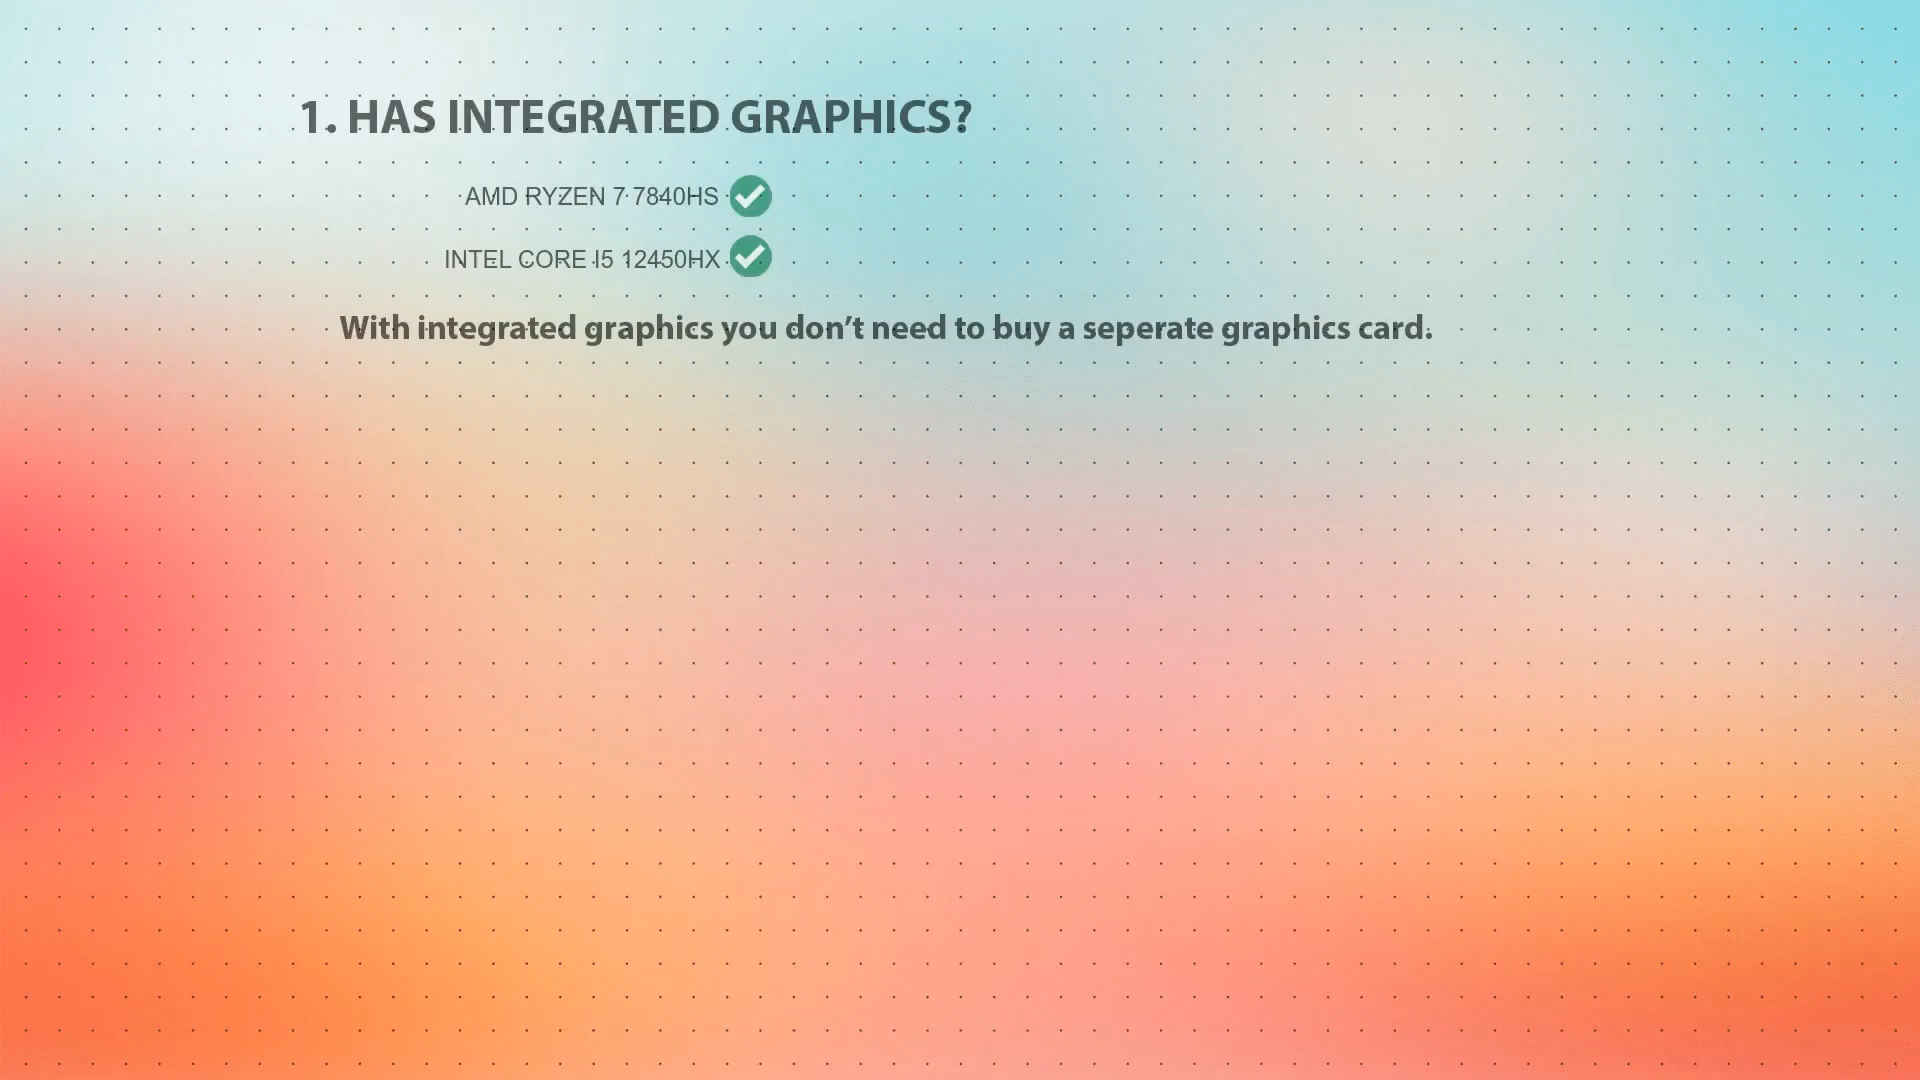 1. HAS INTEGRATED GRAPHICS?
AMD RYZEN 7 7840HS
INTEL CORE I5 12450HX
With integrated graphics you don’t need to buy a seperate graphics card.